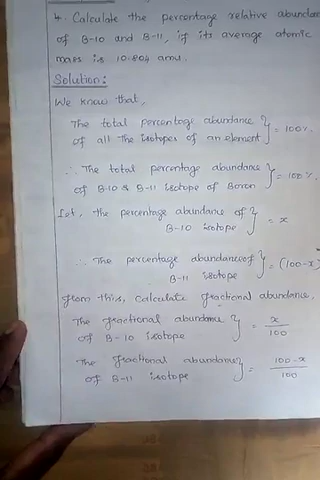 4. Calculate the percentage relative abundan
of B-10 and B-11, if its average atomic
mass is 10.804 amu.
Solution:
We know that,
The total percentage abundance
of all the isotopes of an element } = 100%.
∴ The total percentage abundance
of B-10 & B-11 isotope of Boron } = 100%.
Let, the percentage abundance of
B-10 isotope } = x
∴ The percentage abundance of
B-11 isotope } = (100-x)
From this, calculate fractional abundance.
The fractional abundance
of B-10 isotope } = x/100
The fractional abundance
of B-11 isotope } = 100-x/100